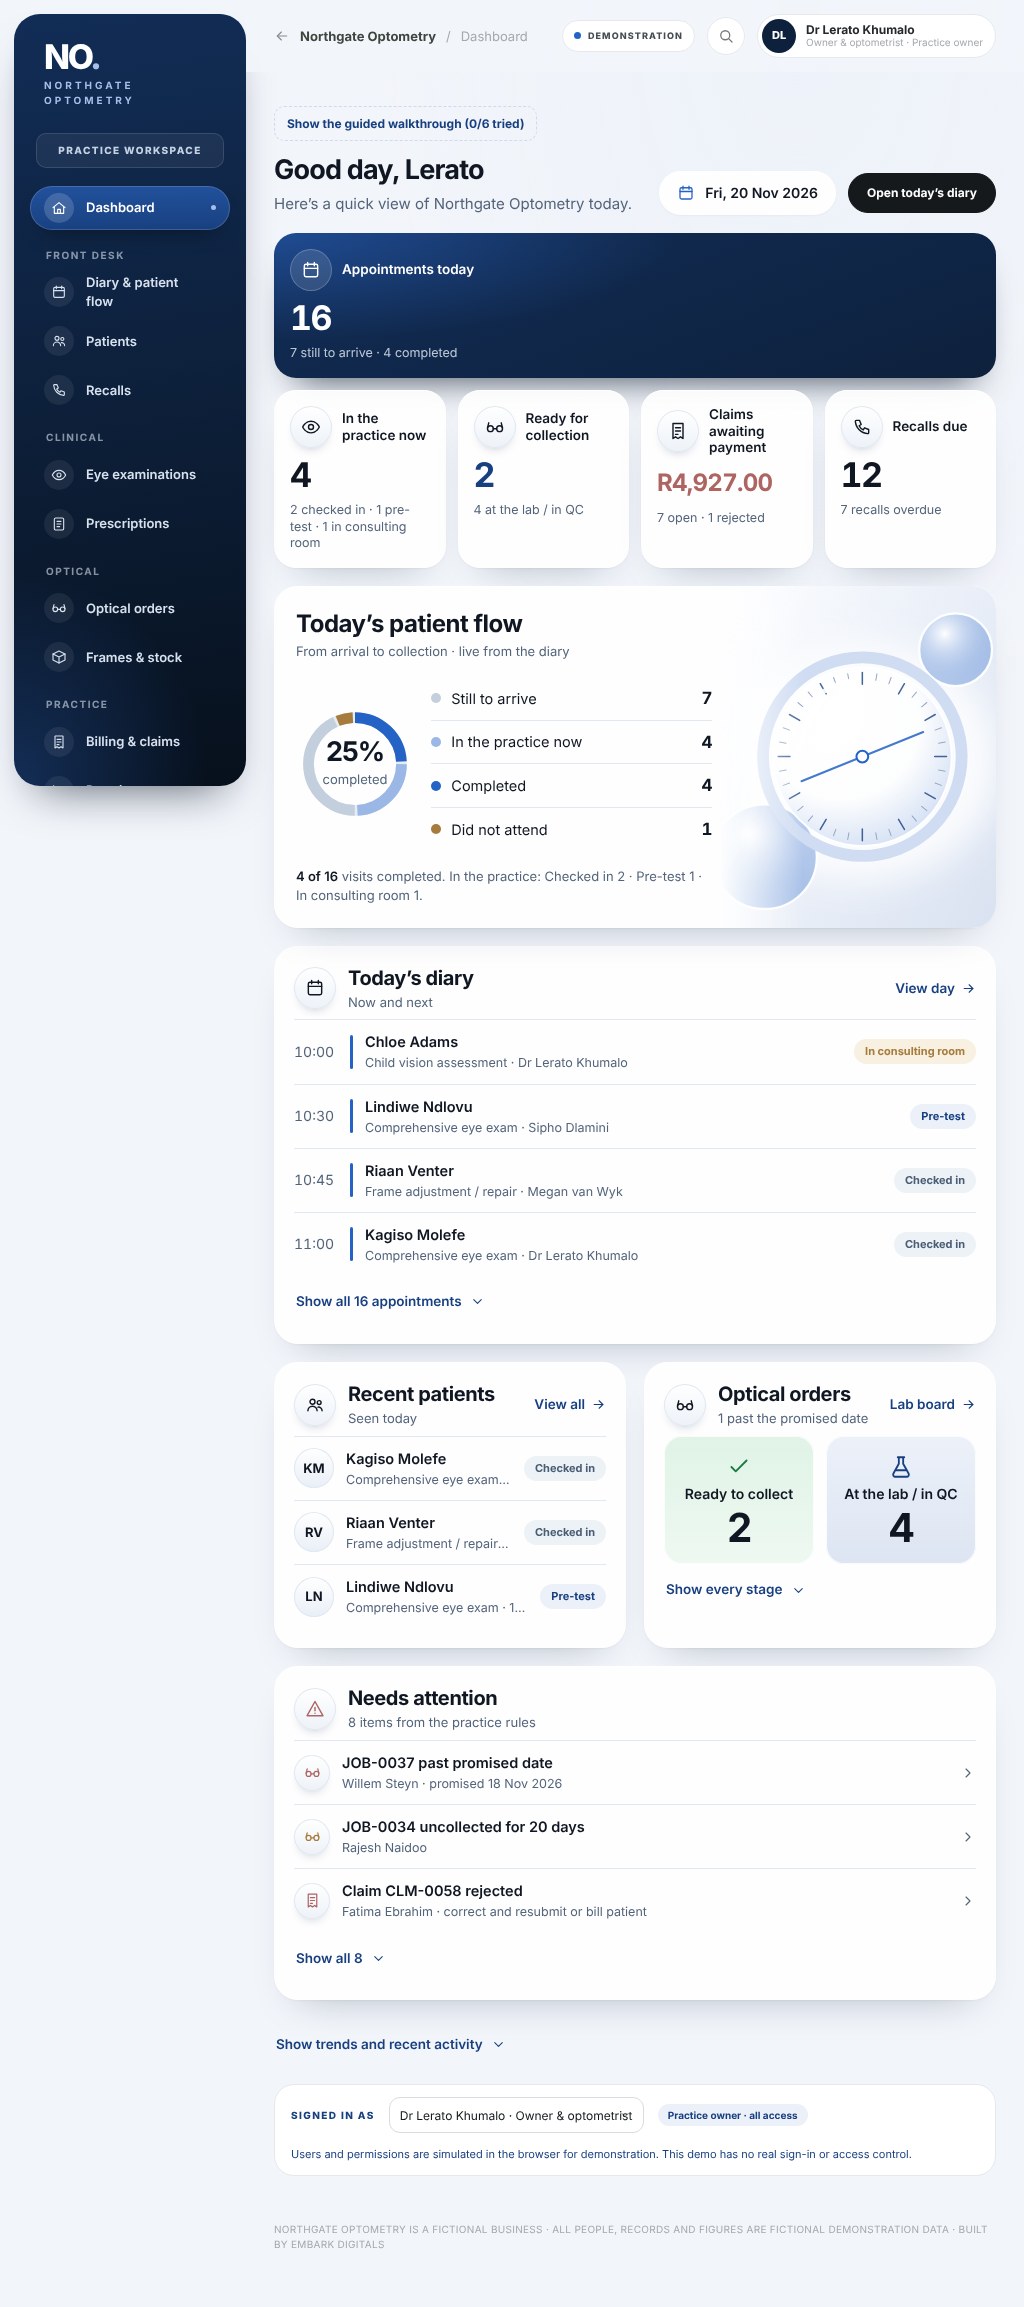 NO.
NORTHGATE
OPTOMETRY
PRACTICE WORKSPACE
Dashboard
FRONT DESK
Diary & patient
flow
Patients
Recalls
CLINICAL
Eye examinations
Prescriptions
OPTICAL
Optical orders
Frames & stock
PRACTICE
Billing & claims
Northgate Optometry / Dashboard
DEMONSTRATION
DL
Dr Lerato Khumalo
Owner & optometrist · Practice owner
Show the guided walkthrough (0/6 tried)
Good day, Lerato
Here's a quick view of Northgate Optometry today.
Fri, 20 Nov 2026
Open today's diary
Appointments today
16
7 still to arrive · 4 completed
In the
practice now
4
2 checked in · 1 pre-
test · 1 in consulting
room
Ready for
collection
2
4 at the lab / in QC
Claims
awaiting
payment
R4,927.00
7 open · 1 rejected
Recalls due
12
7 recalls overdue
Today's patient flow
From arrival to collection · live from the diary
25%
completed
Still to arrive 7
In the practice now 4
Completed 4
Did not attend 1
4 of 16 visits completed. In the practice: Checked in 2 · Pre-test 1 ·
In consulting room 1.
Today's diary
Now and next
View day
10:00
Chloe Adams
Child vision assessment · Dr Lerato Khumalo
In consulting room
10:30
Lindiwe Ndlovu
Comprehensive eye exam · Sipho Dlamini
Pre-test
10:45
Riaan Venter
Frame adjustment / repair · Megan van Wyk
Checked in
11:00
Kagiso Molefe
Comprehensive eye exam · Dr Lerato Khumalo
Checked in
Show all 16 appointments
Recent patients
Seen today
View all
KM
Kagiso Molefe
Comprehensive eye exam...
Checked in
RV
Riaan Venter
Frame adjustment / repair...
Checked in
LN
Lindiwe Ndlovu
Comprehensive eye exam · 1...
Pre-test
Optical orders
1 past the promised date
Lab board
Ready to collect
2
At the lab / in QC
4
Show every stage
Needs attention
8 items from the practice rules
JOB-0037 past promised date
Willem Steyn · promised 18 Nov 2026
JOB-0034 uncollected for 20 days
Rajesh Naidoo
Claim CLM-0058 rejected
Fatima Ebrahim · correct and resubmit or bill patient
Show all 8
Show trends and recent activity
SIGNED IN AS
Dr Lerato Khumalo · Owner & optometrist
Practice owner · all access
Users and permissions are simulated in the browser for demonstration. This demo has no real sign-in or access control.
NORTHGATE OPTOMETRY IS A FICTIONAL BUSINESS · ALL PEOPLE, RECORDS AND FIGURES ARE FICTIONAL DEMONSTRATION DATA · BUILT
BY EMBARK DIGITALS